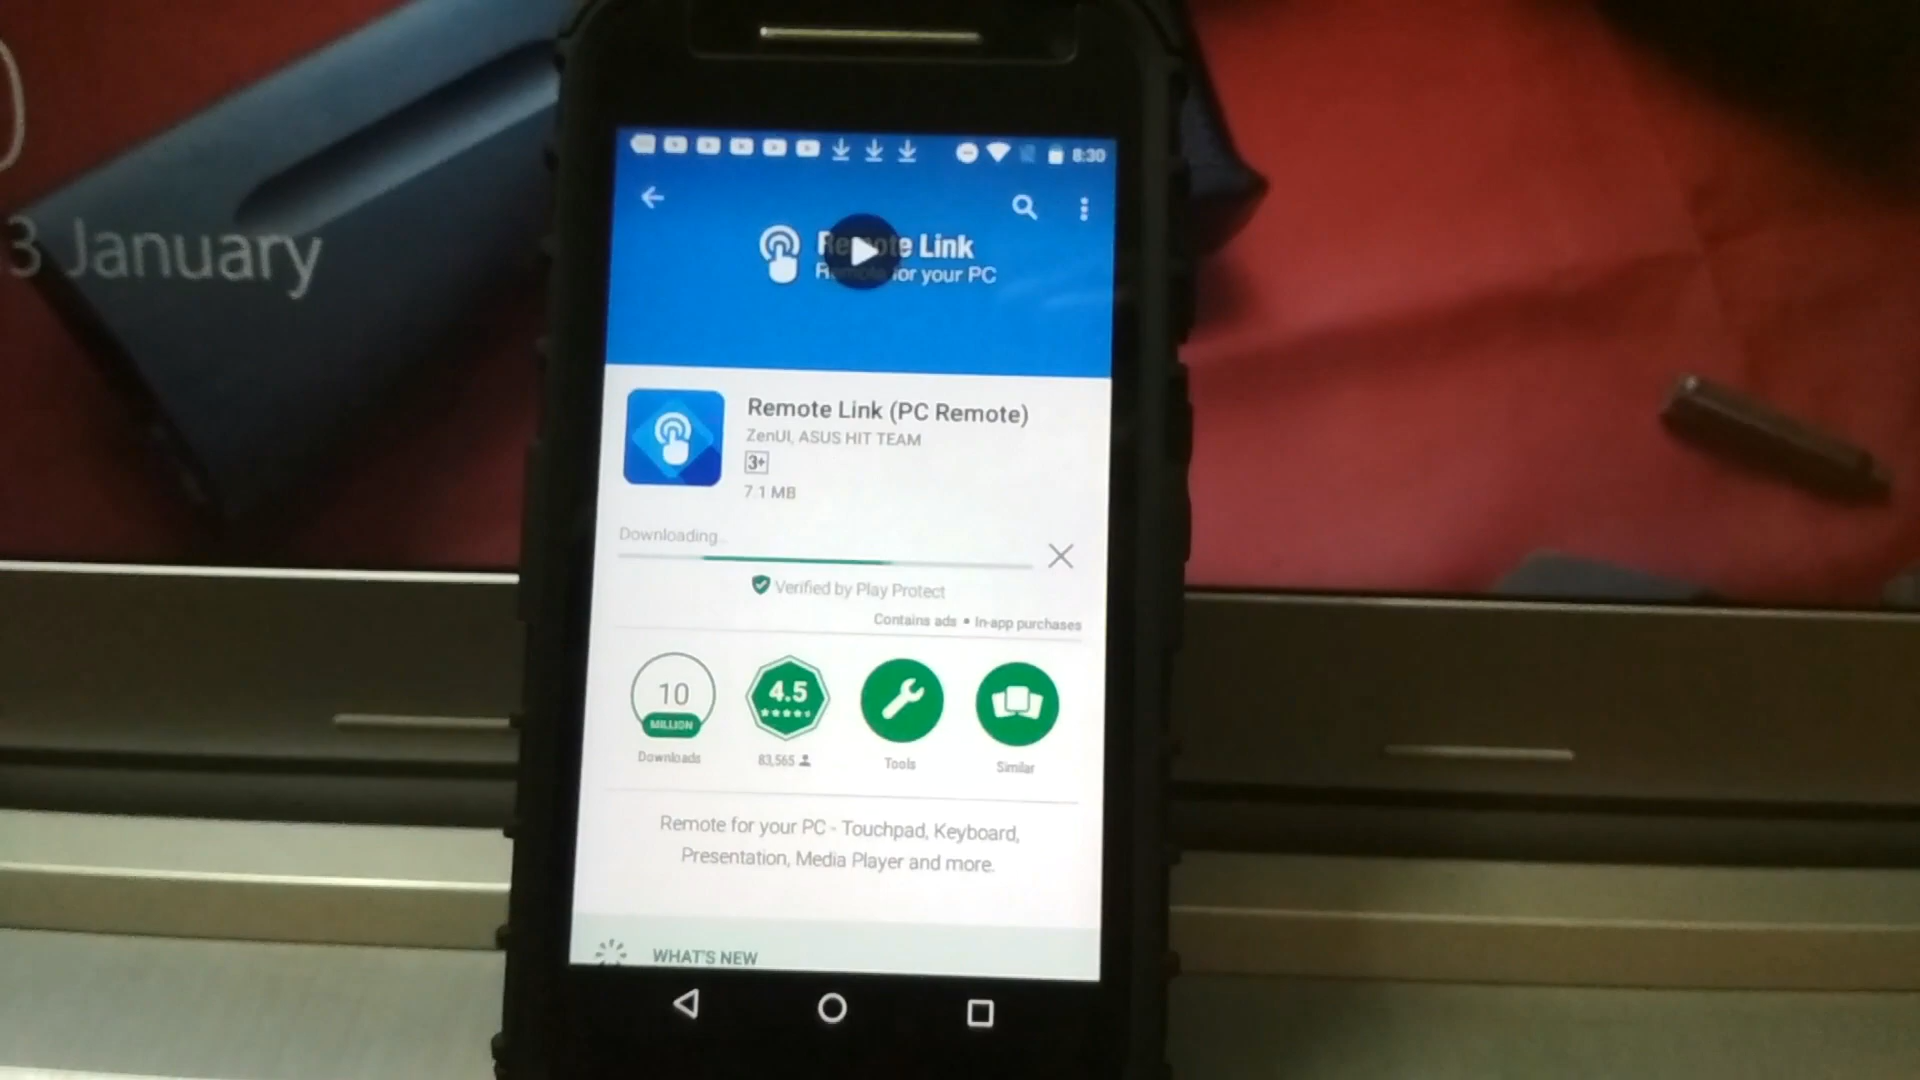 3 January
8:30
Remote Link
for your PC
Remote Link (PC Remote)
ZenUI, ASUS HIT TEAM
3+
7.1 MB
Downloading..
Verified by Play Protect
Contains ads • In-app purchases
10
MILLION
Downloads
4.5
83,565
Tools
Similar
Remote for your PC - Touchpad, Keyboard,
Presentation, Media Player and more.
WHAT'S NEW